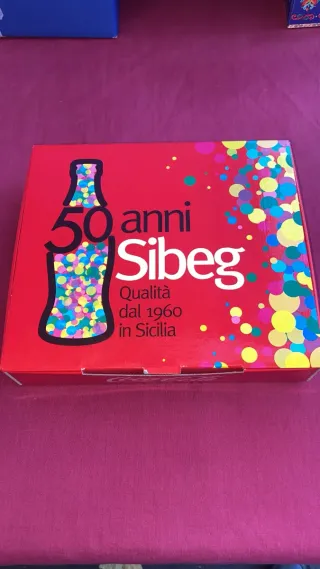 50 anni
Sibeg
Qualità
dal 1960
in Sicilia